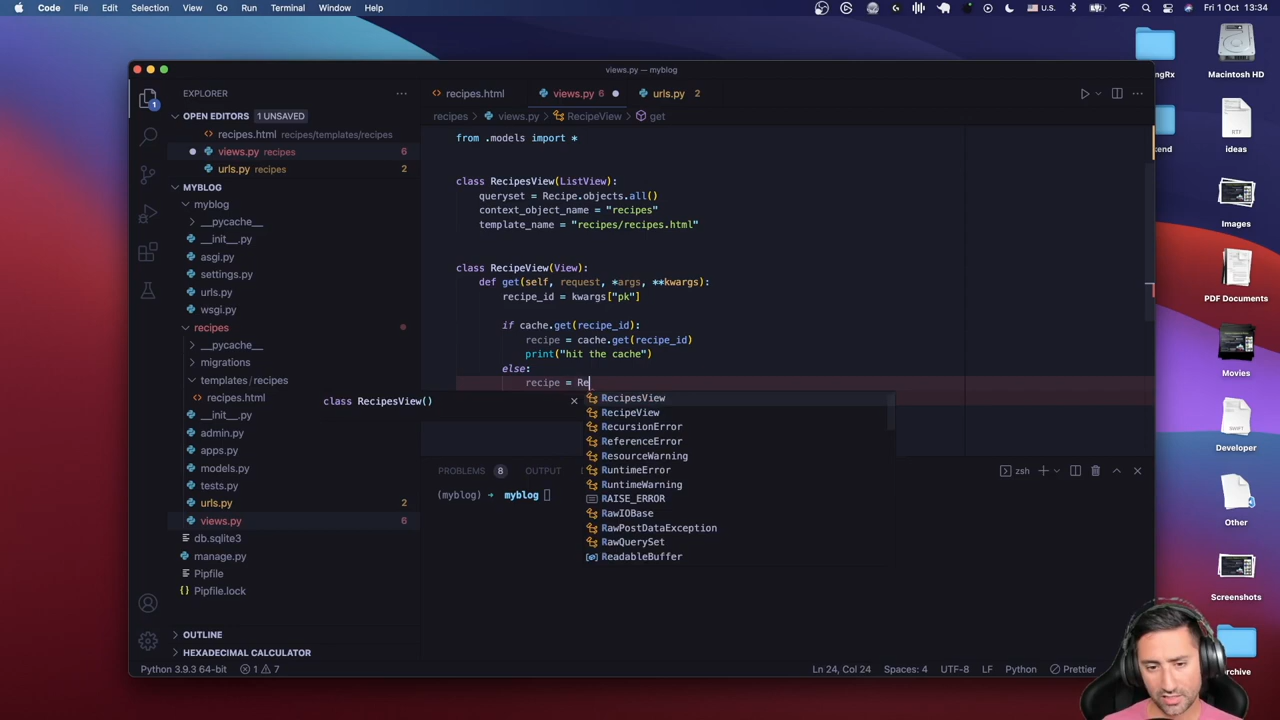 Code File Edit Selection View Go Run Terminal Window Help U.S. Fri 1 Oct 13:34
views.py — myblog
EXPLORER
OPEN EDITORS 1 UNSAVED
recipes.html recipes/templates/recipes
views.py recipes 6
urls.py recipes 2
MYBLOG
myblog
__pycache__
__init__.py
asgi.py
settings.py
urls.py
wsgi.py
recipes
__pycache__
migrations
templates/recipes
recipes.html
__init__.py
admin.py
apps.py
models.py
tests.py
urls.py 2
views.py 6
db.sqlite3
manage.py
Pipfile
Pipfile.lock
OUTLINE
HEXADECIMAL CALCULATOR
recipes.html views.py 6 urls.py 2
recipes views.py RecipeView get
from .models import *
class RecipesView(ListView):
queryset = Recipe.objects.all()
context_object_name = "recipes"
template_name = "recipes/recipes.html"
class RecipeView(View):
def get(self, request, *args, **kwargs):
recipe_id = kwargs["pk"]
if cache.get(recipe_id):
recipe = cache.get(recipe_id)
print("hit the cache")
else:
recipe = Re
class RecipesView()
RecipesView
RecipeView
RecursionError
ReferenceError
ResourceWarning
RuntimeError
RuntimeWarning
RAISE_ERROR
RawIOBase
RawPostDataException
RawQuerySet
ReadableBuffer
PROBLEMS 8 OUTPUT zsh
(myblog) → myblog
Python 3.9.3 64-bit 1 7 Ln 24, Col 24 Spaces: 4 UTF-8 LF Python Prettier
1
Macintosh HD
ideas
Images
PDF Documents
Movies
Developer
Other
Screenshots